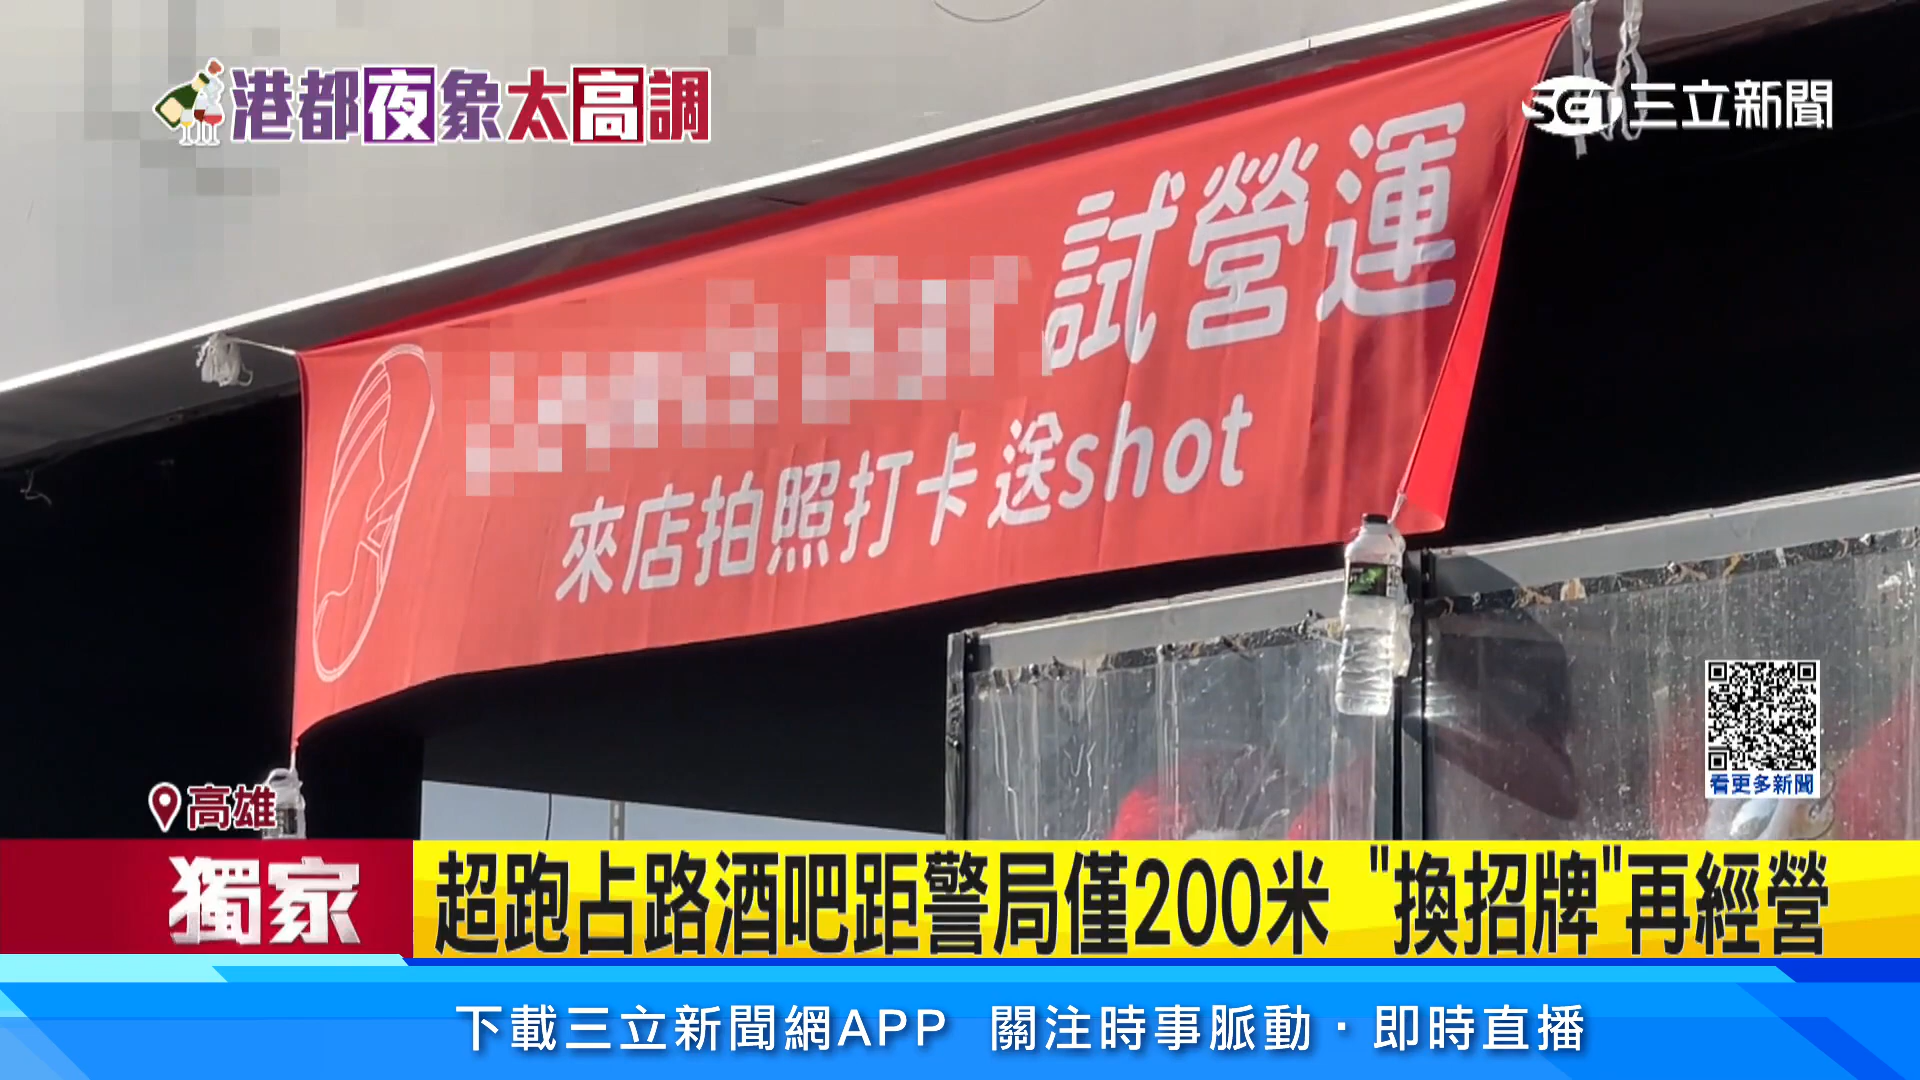 港都夜象太高調
SET三立新聞
試營運
來店拍照打卡送shot
看更多新聞
高雄
獨家
超跑占路酒吧距警局僅200米 "換招牌"再經營
下載三立新聞網APP 關注時事脈動・即時直播